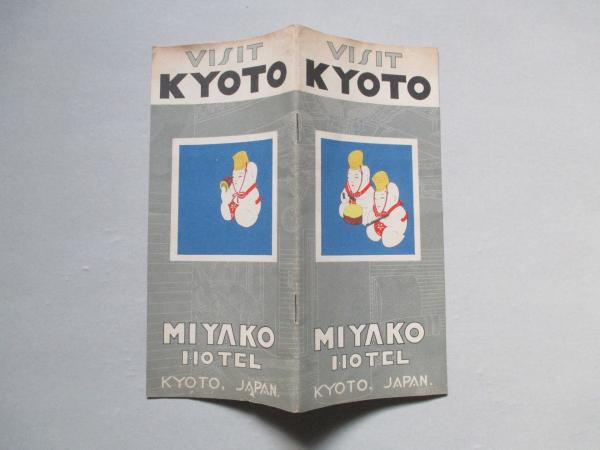 VISIT
KYOTO
MIYAKO
HOTEL
KYOTO, JAPAN.
VISIT
KYOTO
MIYAKO
HOTEL
KYOTO, JAPAN.